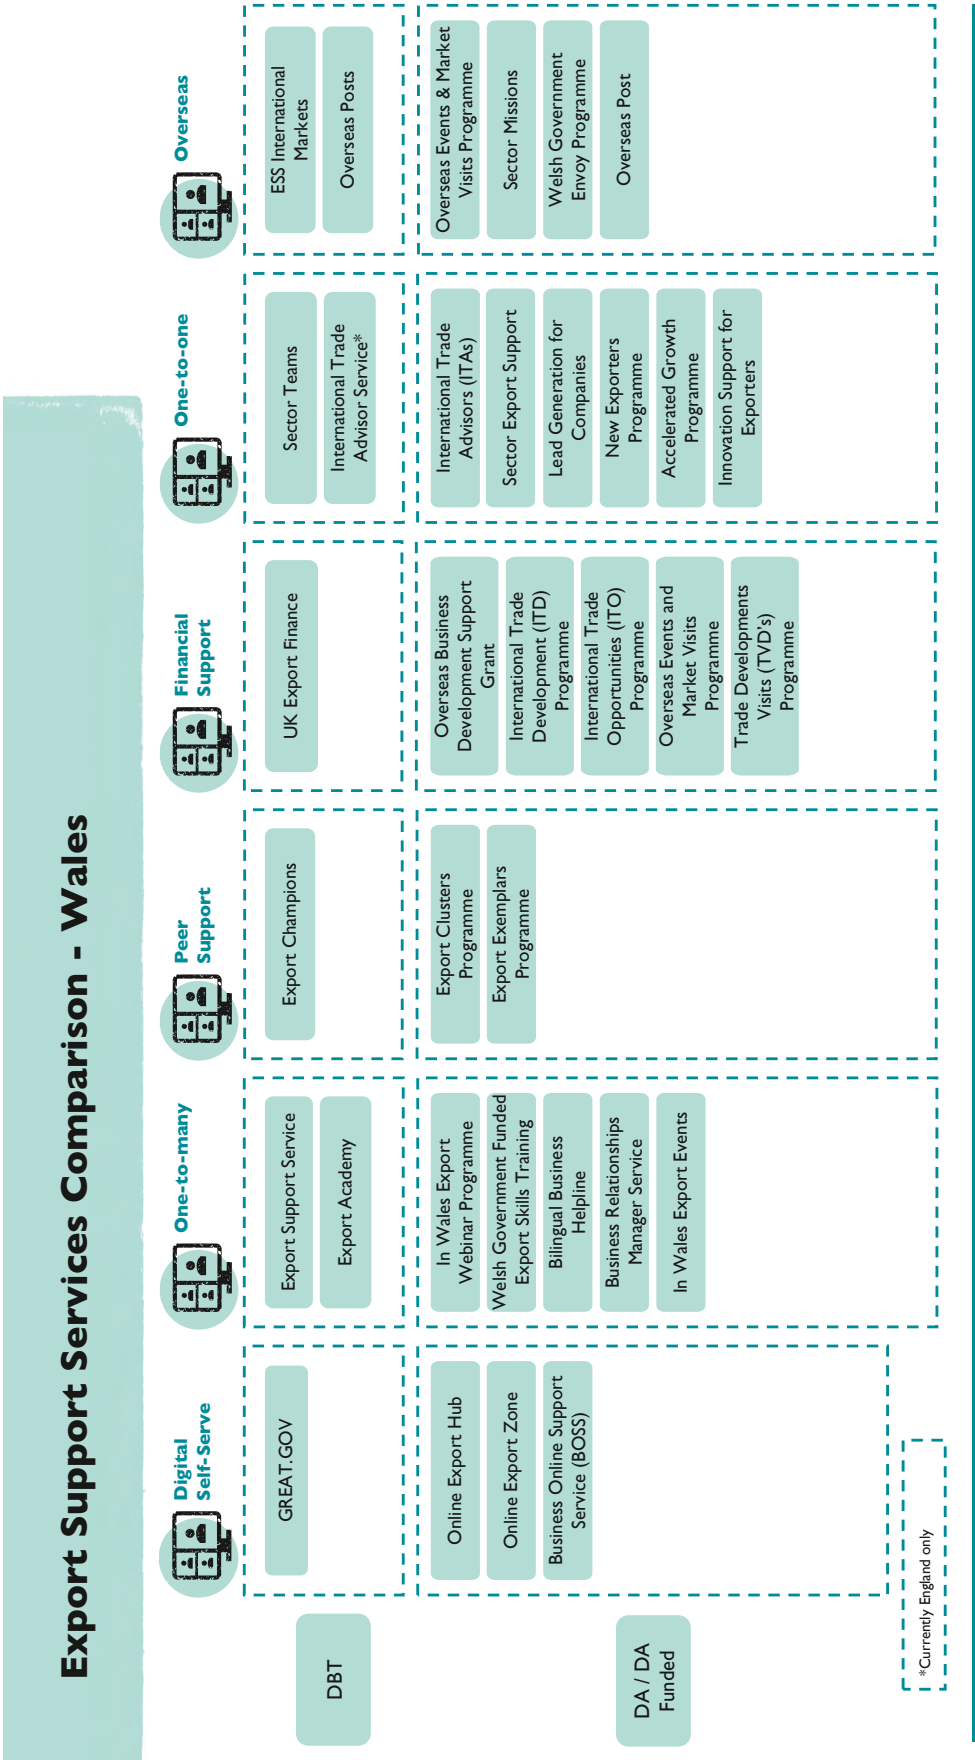 Export Support Services Comparison - Wales
Digital
Self-Serve
One-to-many
Peer
Support
Financial
Support
One-to-one
Overseas
DBT
GREAT.GOV
Export Support Service
Export Academy
Export Champions
UK Export Finance
Sector Teams
International Trade
Advisor Service*
ESS International
Markets
Overseas Posts
DA / DA
Funded
Online Export Hub
Online Export Zone
Business Online Support
Service (BOSS)
In Wales Export
Webinar Programme
Welsh Government Funded
Export Skills Training
Bilingual Business
Helpline
Business Relationships
Manager Service
In Wales Export Events
Export Clusters
Programme
Export Exemplars
Programme
Overseas Business
Development Support
Grant
International Trade
Development (ITD)
Programme
International Trade
Opportunities (ITO)
Programme
Overseas Events and
Market Visits
Programme
Trade Developments
Visits (TVD's)
Programme
International Trade
Advisors (ITAs)
Sector Export Support
Lead Generation for
Companies
New Exporters
Programme
Accelerated Growth
Programme
Innovation Support for
Exporters
Overseas Events & Market
Visits Programme
Sector Missions
Welsh Government
Envoy Programme
Overseas Post
*Currently England only